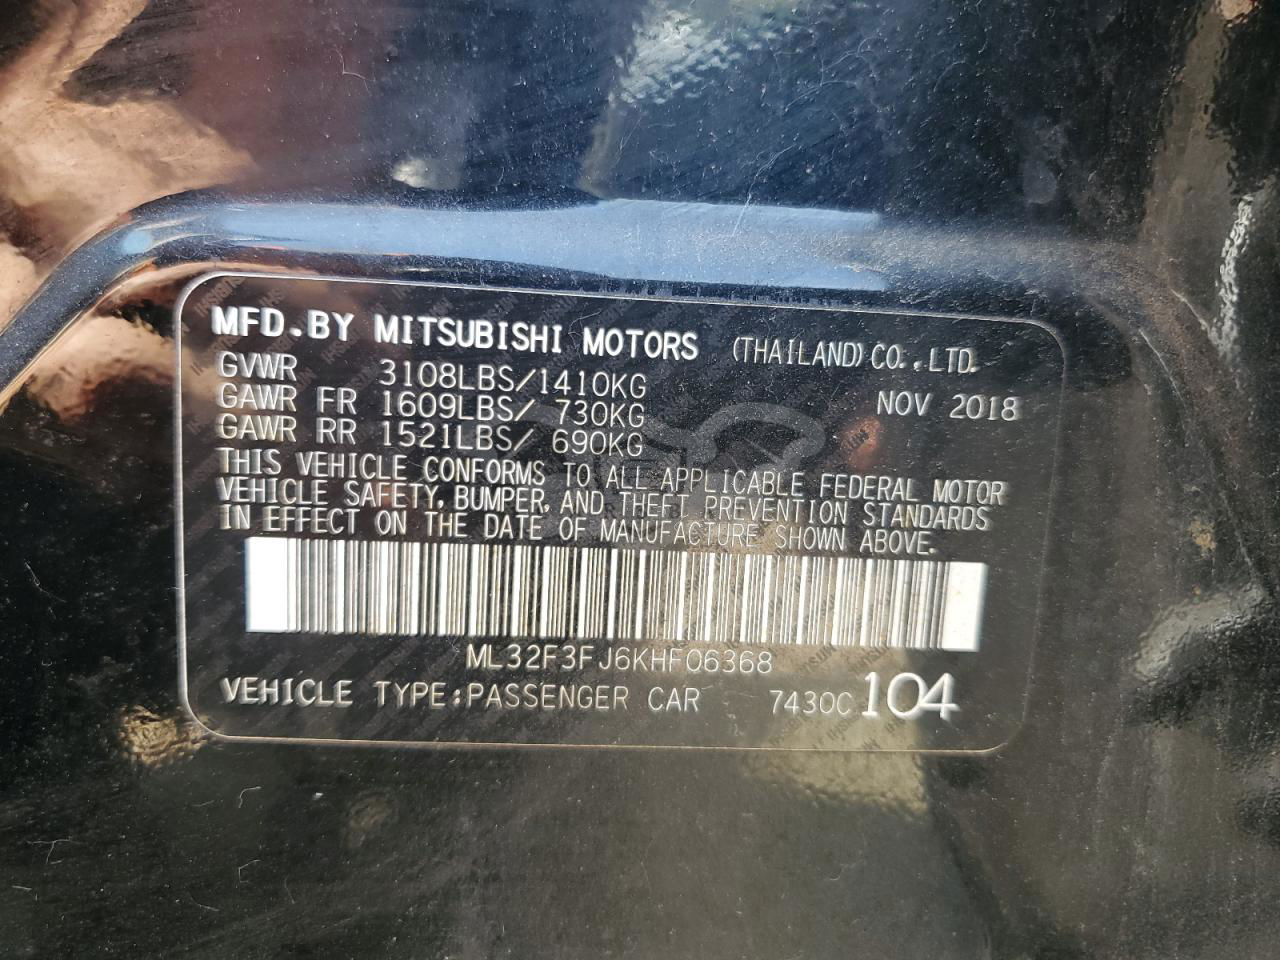 MFD.BY MITSUBISHI MOTORS (THAILAND) CO.,LTD.
GVWR 3108LBS/1410KG NOV 2018
GAWR FR 1609LBS/ 730KG
GAWR RR 1521LBS/ 690KG
THIS VEHICLE CONFORMS TO ALL APPLICABLE FEDERAL MOTOR
VEHICLE SAFETY, BUMPER, AND THEFT PREVENTION STANDARDS
IN EFFECT ON THE DATE OF MANUFACTURE SHOWN ABOVE.
ML32F3FJ6KHF06368
VEHICLE TYPE:PASSENGER CAR 7430C 104